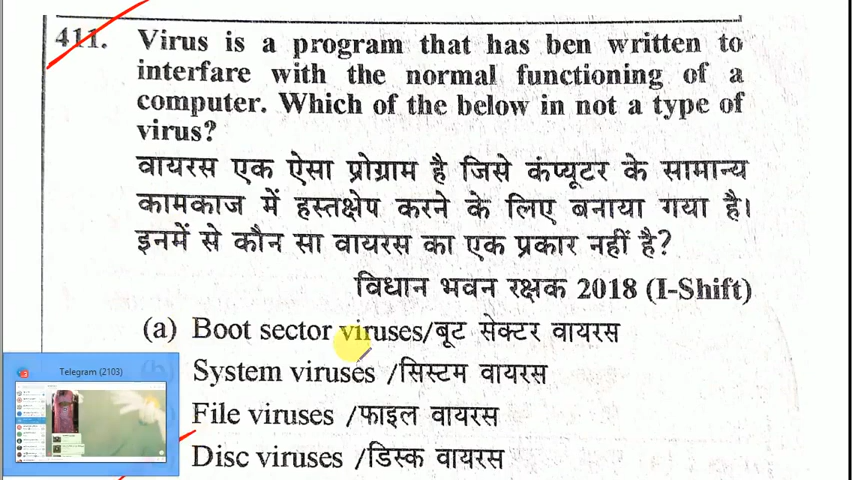 411. Virus is a program that has ben written to
interfare with the normal functioning of a
computer. Which of the below in not a type of
virus?
वायरस एक ऐसा प्रोग्राम है जिसे कंप्यूटर के सामान्य
कामकाज में हस्तक्षेप करने के लिए बनाया गया है।
इनमें से कौन सा वायरस का एक प्रकार नहीं है?
विधान भवन रक्षक 2018 (I-Shift)
(a) Boot sector viruses/बूट सेक्टर वायरस
System viruses /सिस्टम वायरस
File viruses /फाइल वायरस
Disc viruses /डिस्क वायरस
Telegram (2103)